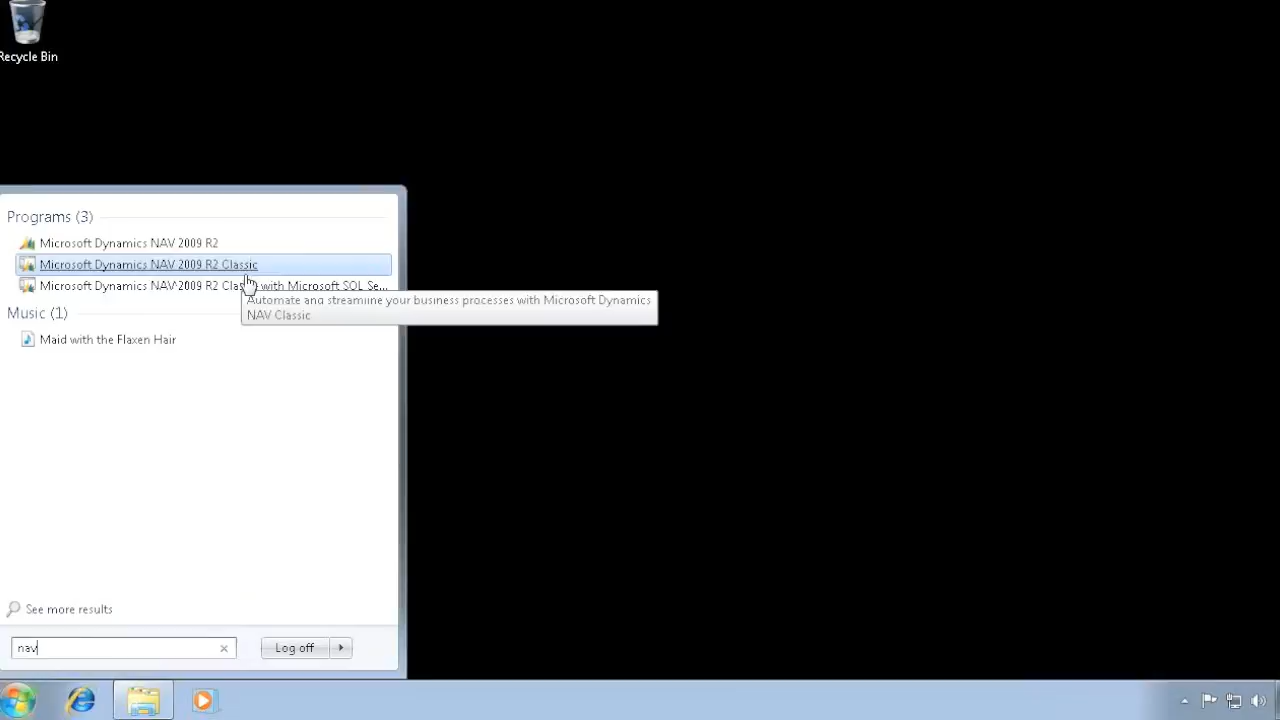 Recycle Bin
Programs (3)
Microsoft Dynamics NAV 2009 R2
Microsoft Dynamics NAV 2009 R2 Classic
Microsoft Dynamics NAV 2009 R2 Clas with Microsoft SQL Se...
Automate and streamline your business processes with Microsoft Dynamics
NAV Classic
Music (1)
Maid with the Flaxen Hair
See more results
nav
Log off